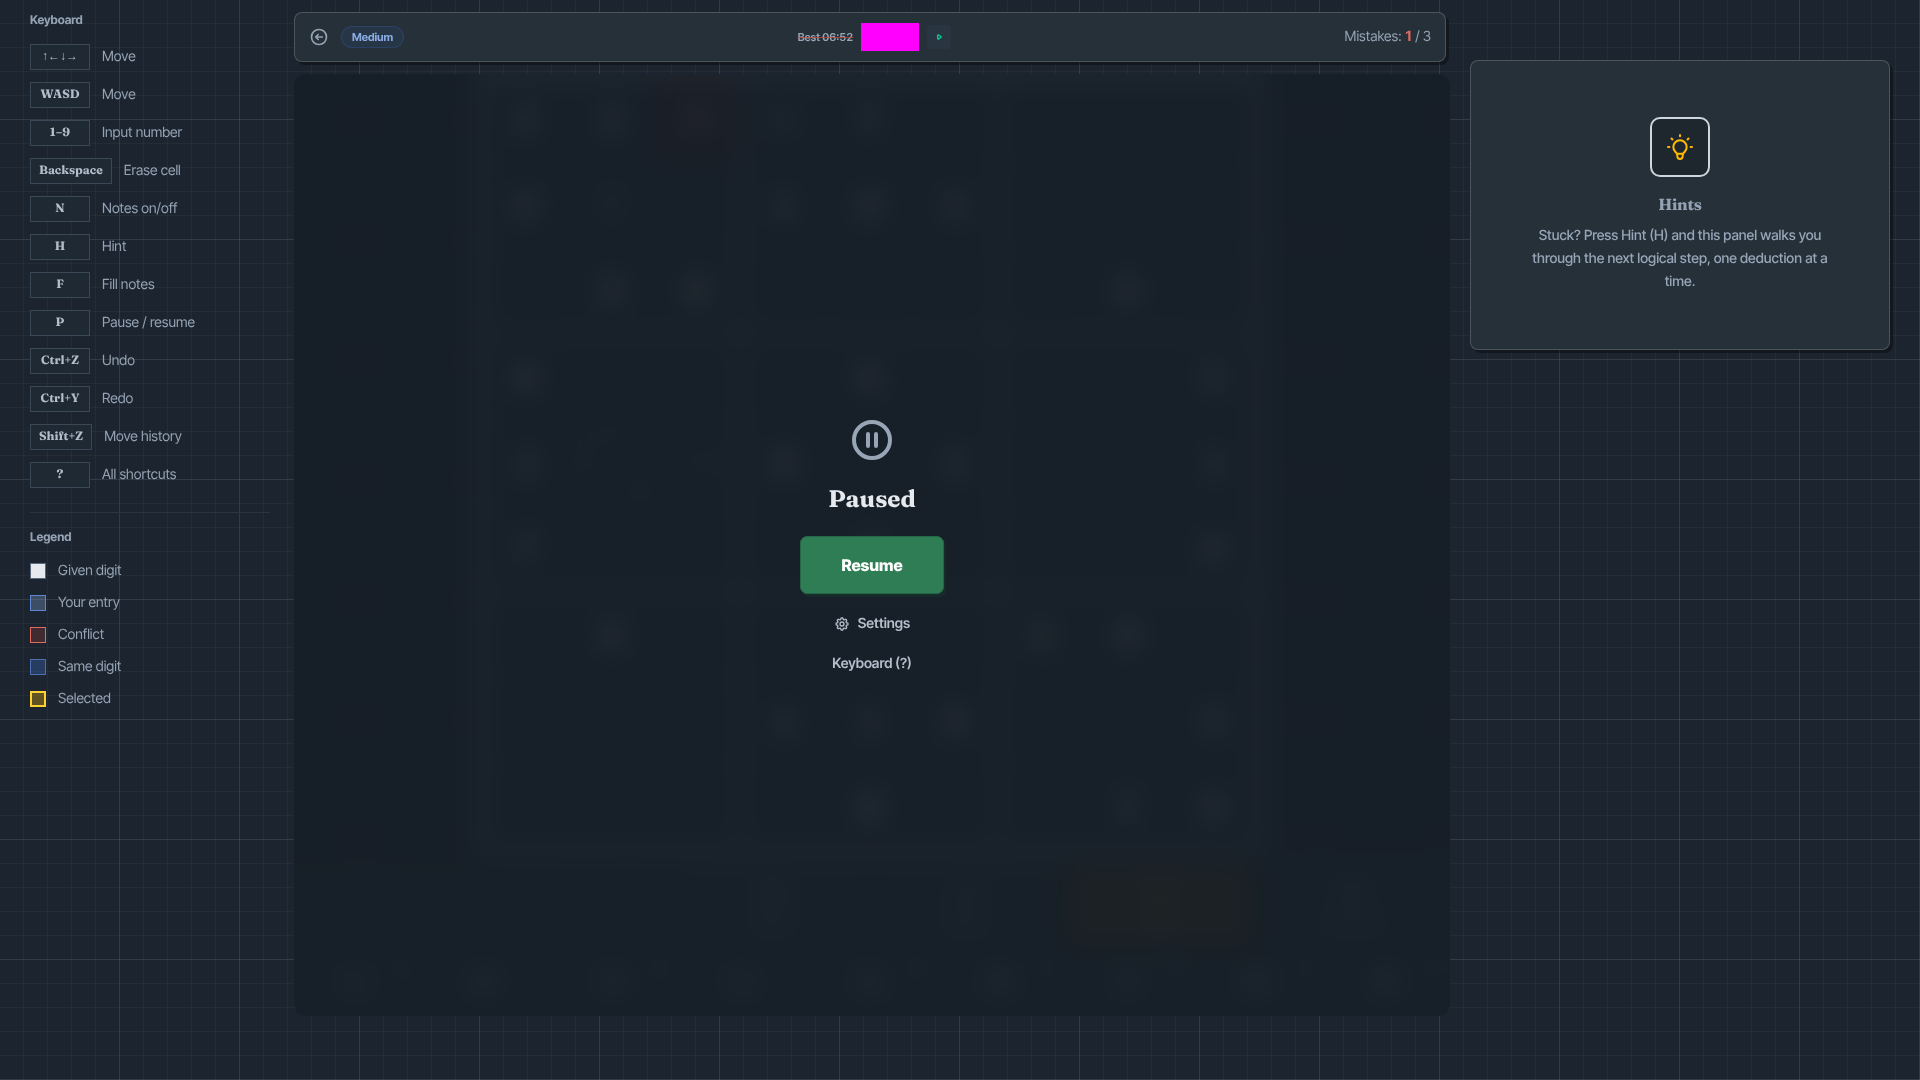 Keyboard
↑←↓→ Move
WASD Move
1–9 Input number
Backspace Erase cell
N Notes on/off
H Hint
F Fill notes
P Pause / resume
Ctrl+Z Undo
Ctrl+Y Redo
Shift+Z Move history
? All shortcuts
Legend
Given digit
Your entry
Conflict
Same digit
Selected
Medium
Best 06:52
Mistakes: 1 / 3
Paused
Resume
Settings
Keyboard (?)
Hints
Stuck? Press Hint (H) and this panel walks you
through the next logical step, one deduction at a
time.